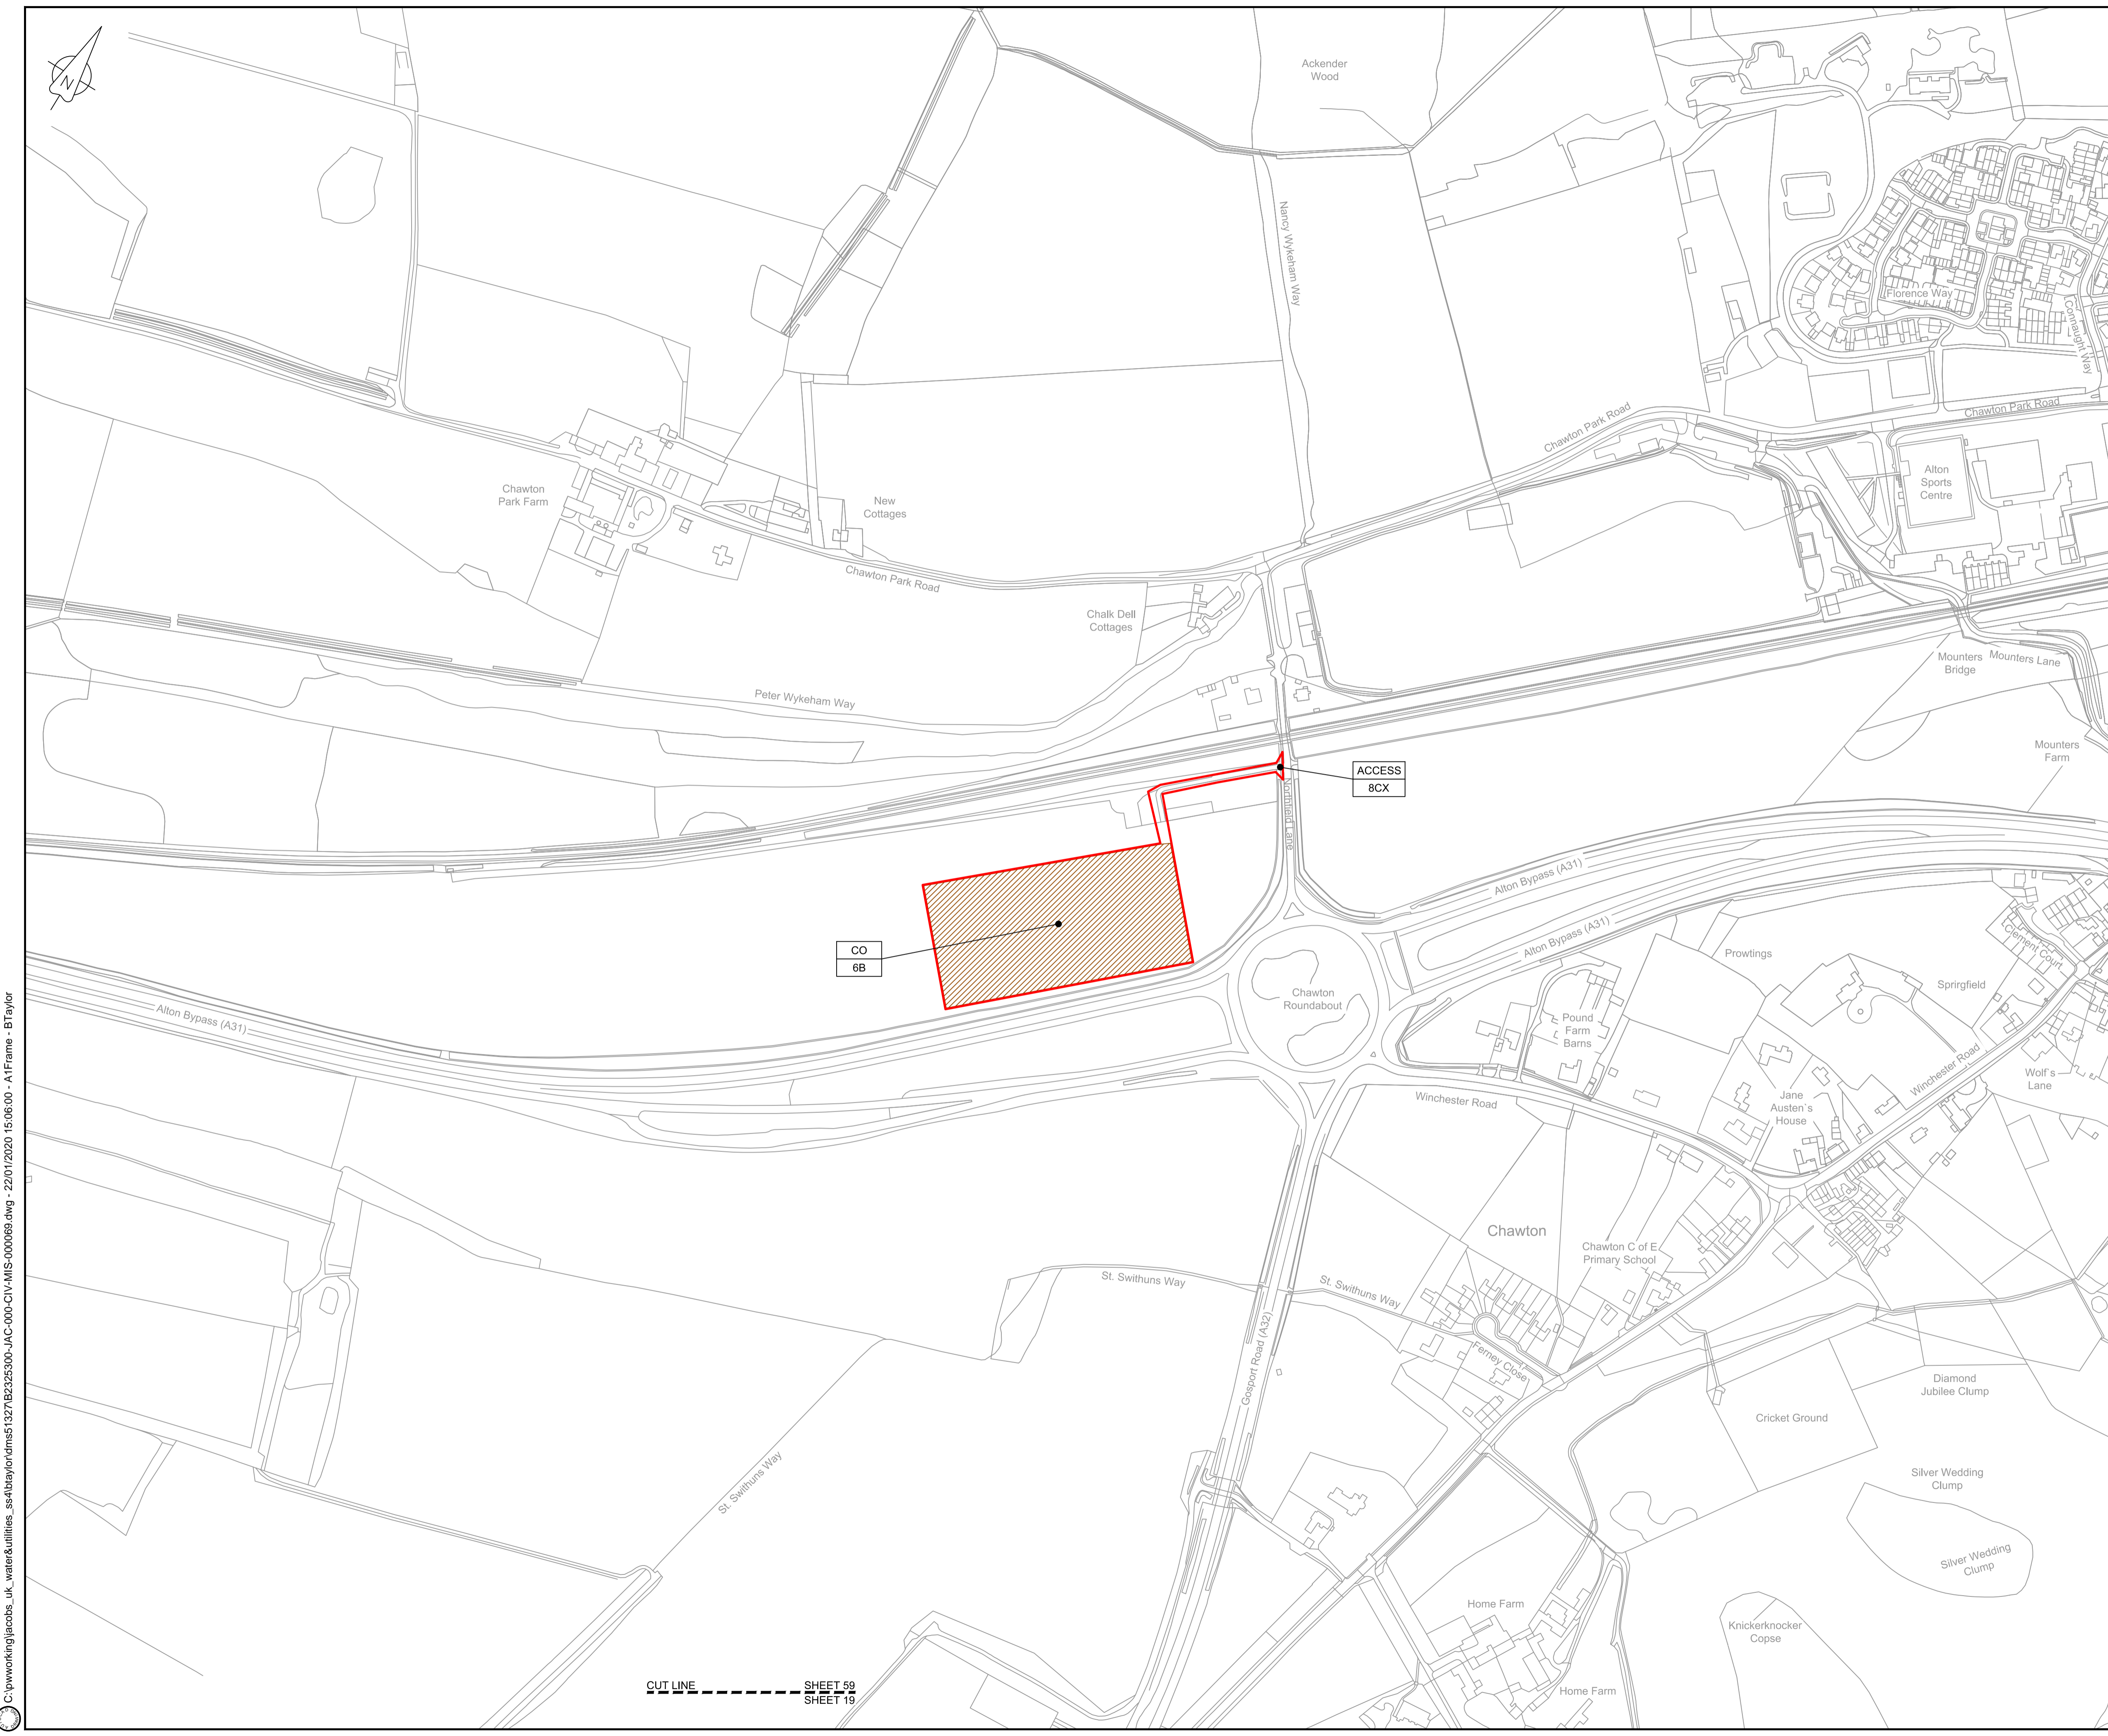 N
Ackender
Wood
Nancy Wykeham Way
Florence Way
Connaught Way
Chawton Park Road
Chawton Park Road
Alton
Sports
Centre
Chawton
Park Farm
New
Cottages
Chawton Park Road
Chalk Dell
Cottages
Mounters
Bridge
Mounters Lane
Peter Wykeham Way
Mounters
Farm
ACCESS
8CX
Northfield Lane
Alton Bypass (A31)
Alton Bypass (A31)
CO
6B
Prowtings
Clement Court
Springfield
Chawton
Roundabout
Alton Bypass (A31)
Pound
Farm
Barns
Winchester Road
Wolf`s
Lane
Winchester Road
Jane
Austen`s
House
Chawton
Chawton C of E
Primary School
St. Swithuns Way
St. Swithuns Way
Gosport Road (A32)
Ferney Close
Diamond
Jubilee Clump
Cricket Ground
St. Swithuns Way
Silver Wedding
Clump
Silver Wedding
Clump
Home Farm
Knickerknocker
Copse
CUT LINE
SHEET 59
SHEET 19
Home Farm
C:\pwworking\jacobs_uk_water&utilities_ss4\btaylor\dms51327\B2325300-JAC-000-CIV-MIS-000069.dwg - 22/01/2020 15:06:00 - A1Frame - BTaylor